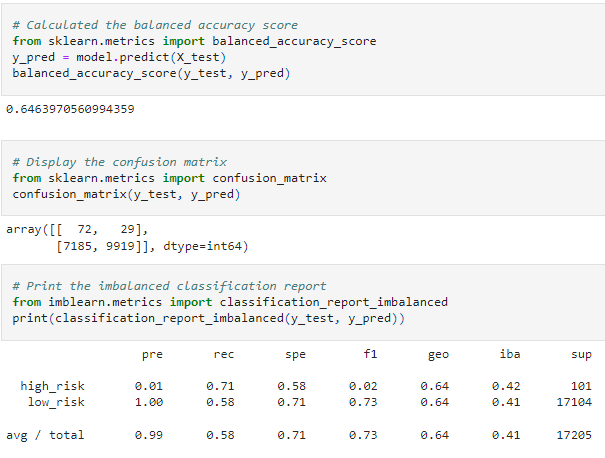 # Calculated the balanced accuracy score
from sklearn.metrics import balanced_accuracy_score
y_pred = model.predict(X_test)
balanced_accuracy_score(y_test, y_pred)
0.6463970560994359
# Display the confusion matrix
from sklearn.metrics import confusion_matrix
confusion_matrix(y_test, y_pred)
array([[  72,   29],
       [7185, 9919]], dtype=int64)
# Print the imbalanced classification report
from imblearn.metrics import classification_report_imbalanced
print(classification_report_imbalanced(y_test, y_pred))
pre rec spe f1 geo iba sup
high_risk 0.01 0.71 0.58 0.02 0.64 0.42 101
low_risk 1.00 0.58 0.71 0.73 0.64 0.41 17104
avg / total 0.99 0.58 0.71 0.73 0.64 0.41 17205